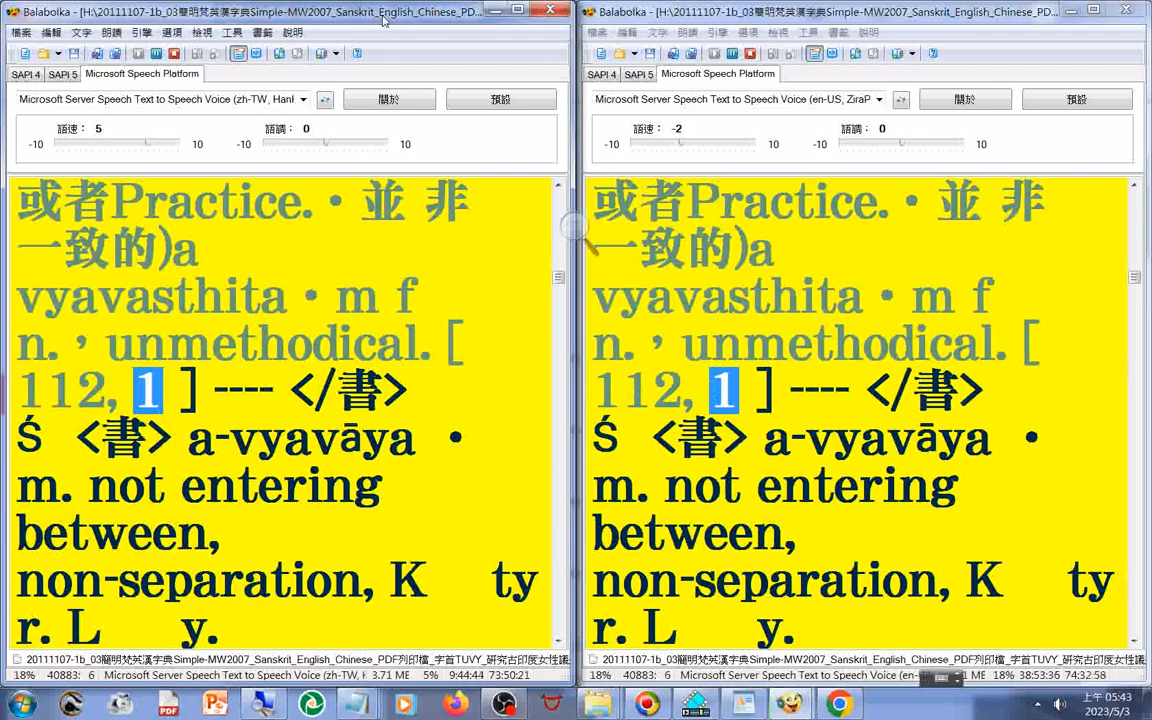 Balabolka - [H:\20111107-1b_03簡明梵英漢字典Simple-MW2007_Sanskrit_English_Chinese_PD...
檔案 編輯 文字 朗讀 引擎 選項 檢視 工具 書籤 說明
SAPI 4 SAPI 5 Microsoft Speech Platform
Microsoft Server Speech Text to Speech Voice (zh-TW, Hanl 關於 預設
語速： 5 語調： 0
-10 10 -10 10
或者Practice.·並 非
一致的)a
vyavasthita·m f
n.，unmethodical. [
112, 1 ] ---- </書>
Ś <書> a-vyavāya ·
m. not entering
between,
non-separation, K ty
r. L y.
20111107-1b_03簡明梵英漢字典Simple-MW2007_Sanskrit_English_Chinese_PDF列印檔_字首TUVY_研究古印度女性議
18% 40883: 6 Microsoft Server Speech Text to Speech Voice (zh-TW, H 3.71 ME 5% 9:44:44 73:50:21
Balabolka - [H:\20111107-1b_03簡明梵英漢字典Simple-MW2007_Sanskrit_English_Chinese_PD...
檔案 編輯 文字 朗讀 引擎 選項 檢視 工具 書籤 說明
SAPI 4 SAPI 5 Microsoft Speech Platform
Microsoft Server Speech Text to Speech Voice (en-US, ZiraP 關於 預設
語速： -2 語調： 0
-10 10 -10 10
或者Practice.·並 非
一致的)a
vyavasthita·m f
n.，unmethodical. [
112, 1 ] ---- </書>
Ś <書> a-vyavāya ·
m. not entering
between,
non-separation, K ty
r. L y.
20111107-1b_03簡明梵英漢字典Simple-MW2007_Sanskrit_English_Chinese_PDF列印檔_字首TUVY_研究古印度女性議
18% 40883: 6 Microsoft Server Speech Text to Speech Voice (en-U ME 18% 38:53:36 74:32:58
PDF
上午 05:43
2023/5/3